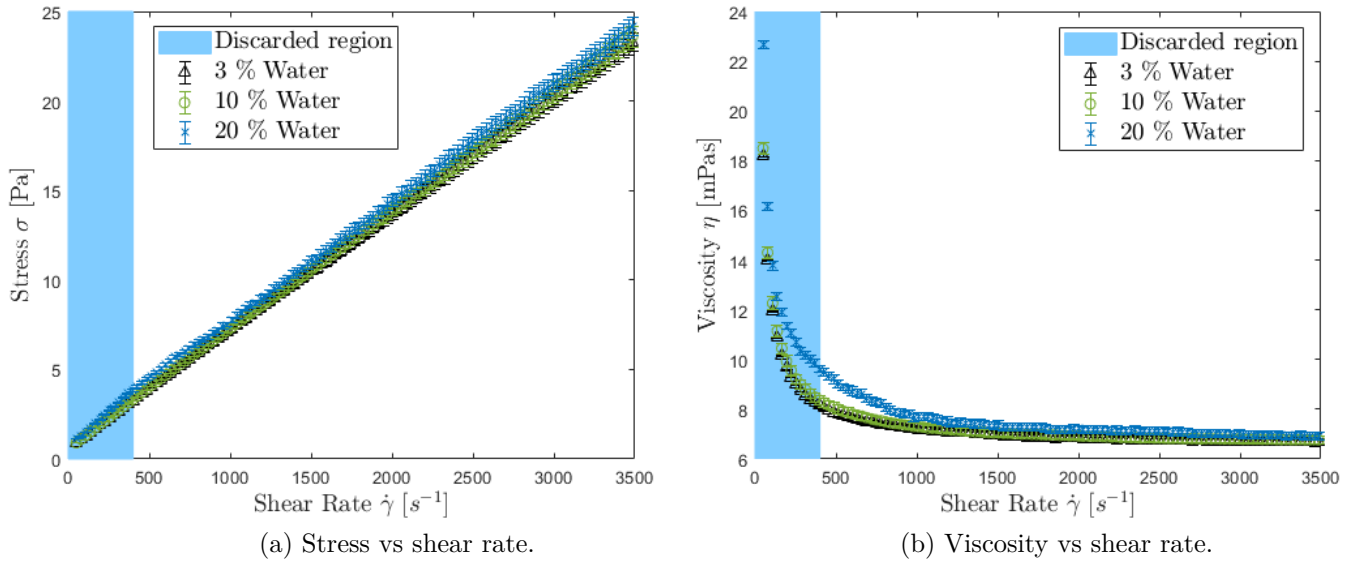 25
20
15
10
5
0
Stress σ [Pa]
Discarded region
3 % Water
10 % Water
20 % Water
0 500 1000 1500 2000 2500 3000 3500
Shear Rate γ̇ [s⁻¹]
(a) Stress vs shear rate.
24
22
20
18
16
14
12
10
8
6
Viscosity η [mPas]
Discarded region
3 % Water
10 % Water
20 % Water
0 500 1000 1500 2000 2500 3000 3500
Shear Rate γ̇ [s⁻¹]
(b) Viscosity vs shear rate.